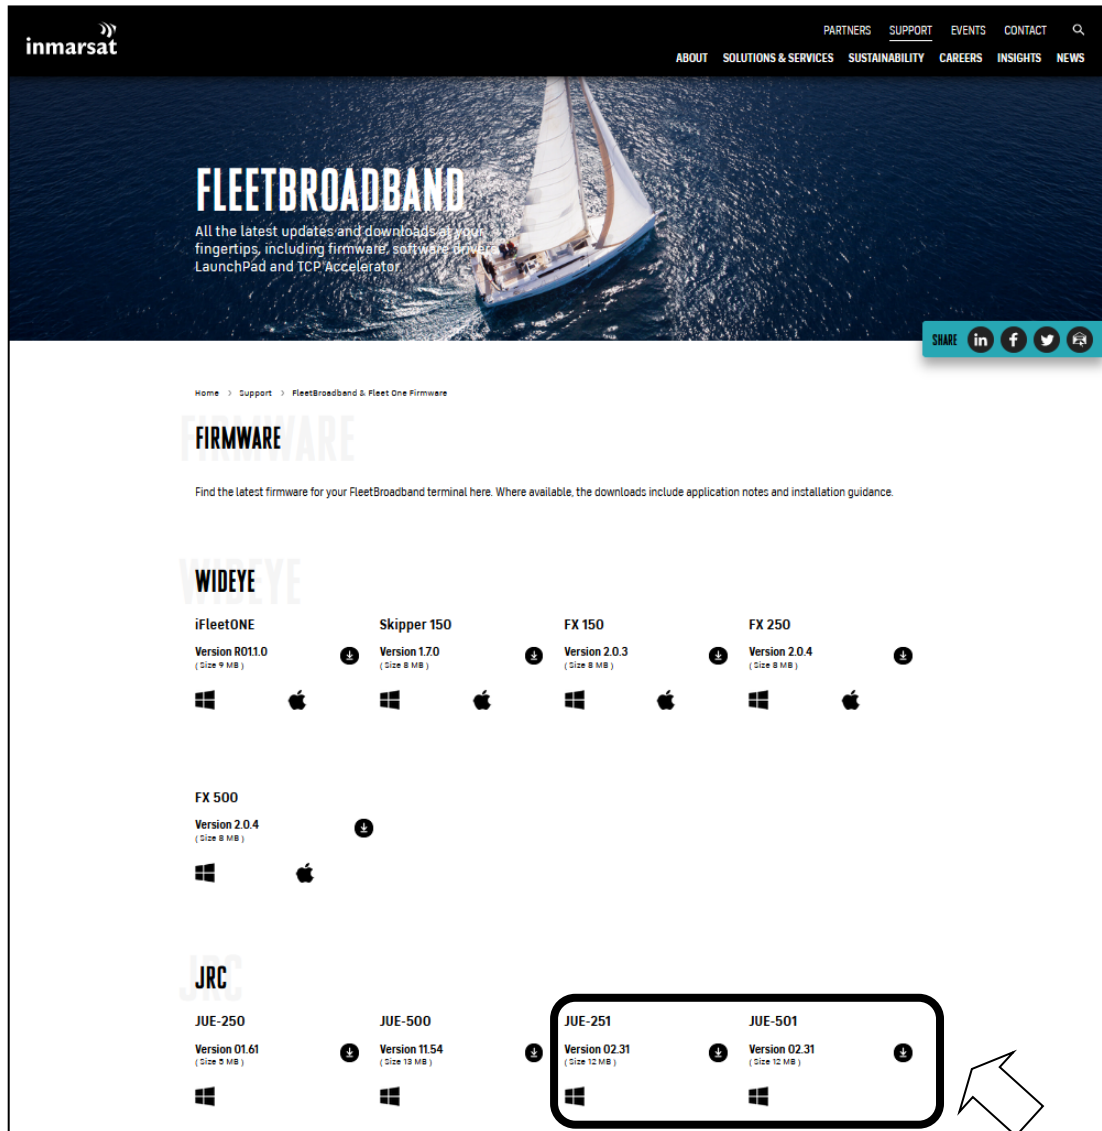 inmarsat
PARTNERS SUPPORT EVENTS CONTACT
ABOUT SOLUTIONS & SERVICES SUSTAINABILITY CAREERS INSIGHTS NEWS
FLEETBROADBAND
All the latest updates and downloads at your
fingertips, including firmware, software drivers,
LaunchPad and TCP Accelerator.
SHARE in f
Home > Support > FleetBroadband & Fleet One Firmware
FIRMWARE
FIRMWARE
Find the latest firmware for your FleetBroadband terminal here. Where available, the downloads include application notes and installation guidance.
WIDEYE
WIDEYE
iFleetONE Skipper 150 FX 150 FX 250
Version R01.1.0 Version 1.7.0 Version 2.0.3 Version 2.0.4
( Size 9 MB ) ( Size 8 MB ) ( Size 8 MB ) ( Size 8 MB )
FX 500
Version 2.0.4
( Size 8 MB )
JRC
JRC
JUE-250 JUE-500 JUE-251 JUE-501
Version 01.61 Version 11.54 Version 02.31 Version 02.31
( Size 5 MB ) ( Size 13 MB ) ( Size 12 MB ) ( Size 12 MB )